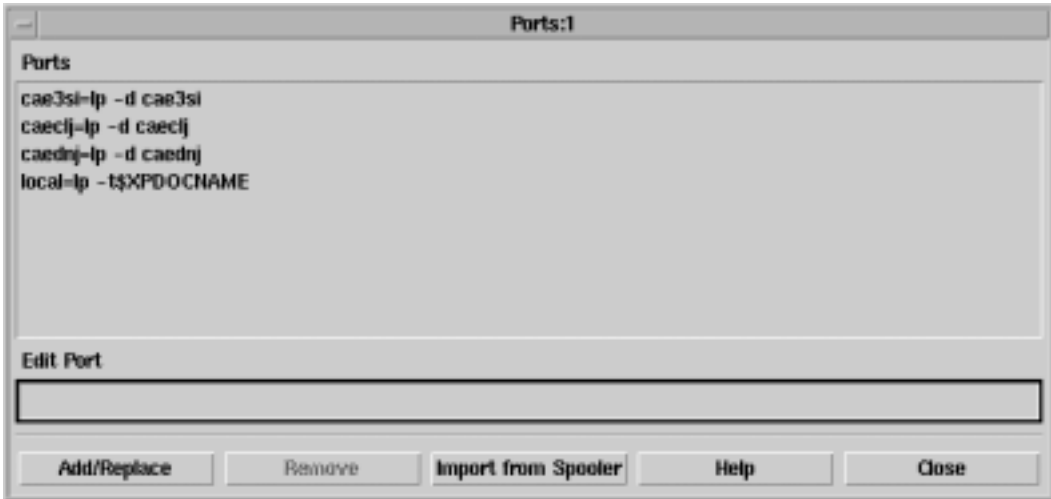 Ports:1
Ports
cae3si=lp -d cae3si
caeclj=lp -d caeclj
caednj=lp -d caednj
local=lp -t$XPDOCNAME
Edit Port
Add/Replace Remove Import from Spooler Help Close